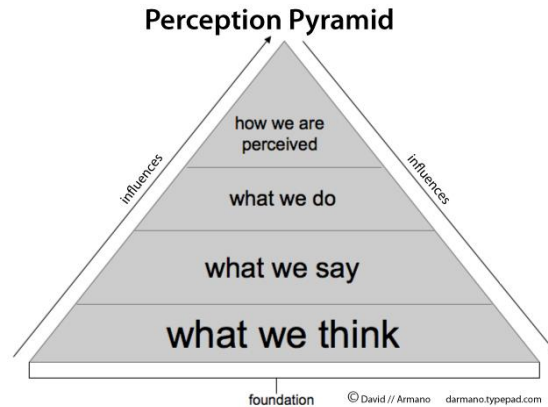 Perception Pyramid
how we are
perceived
influences
influences
what we do
what we say
what we think
foundation
© David // Armano darmano.typepad.com